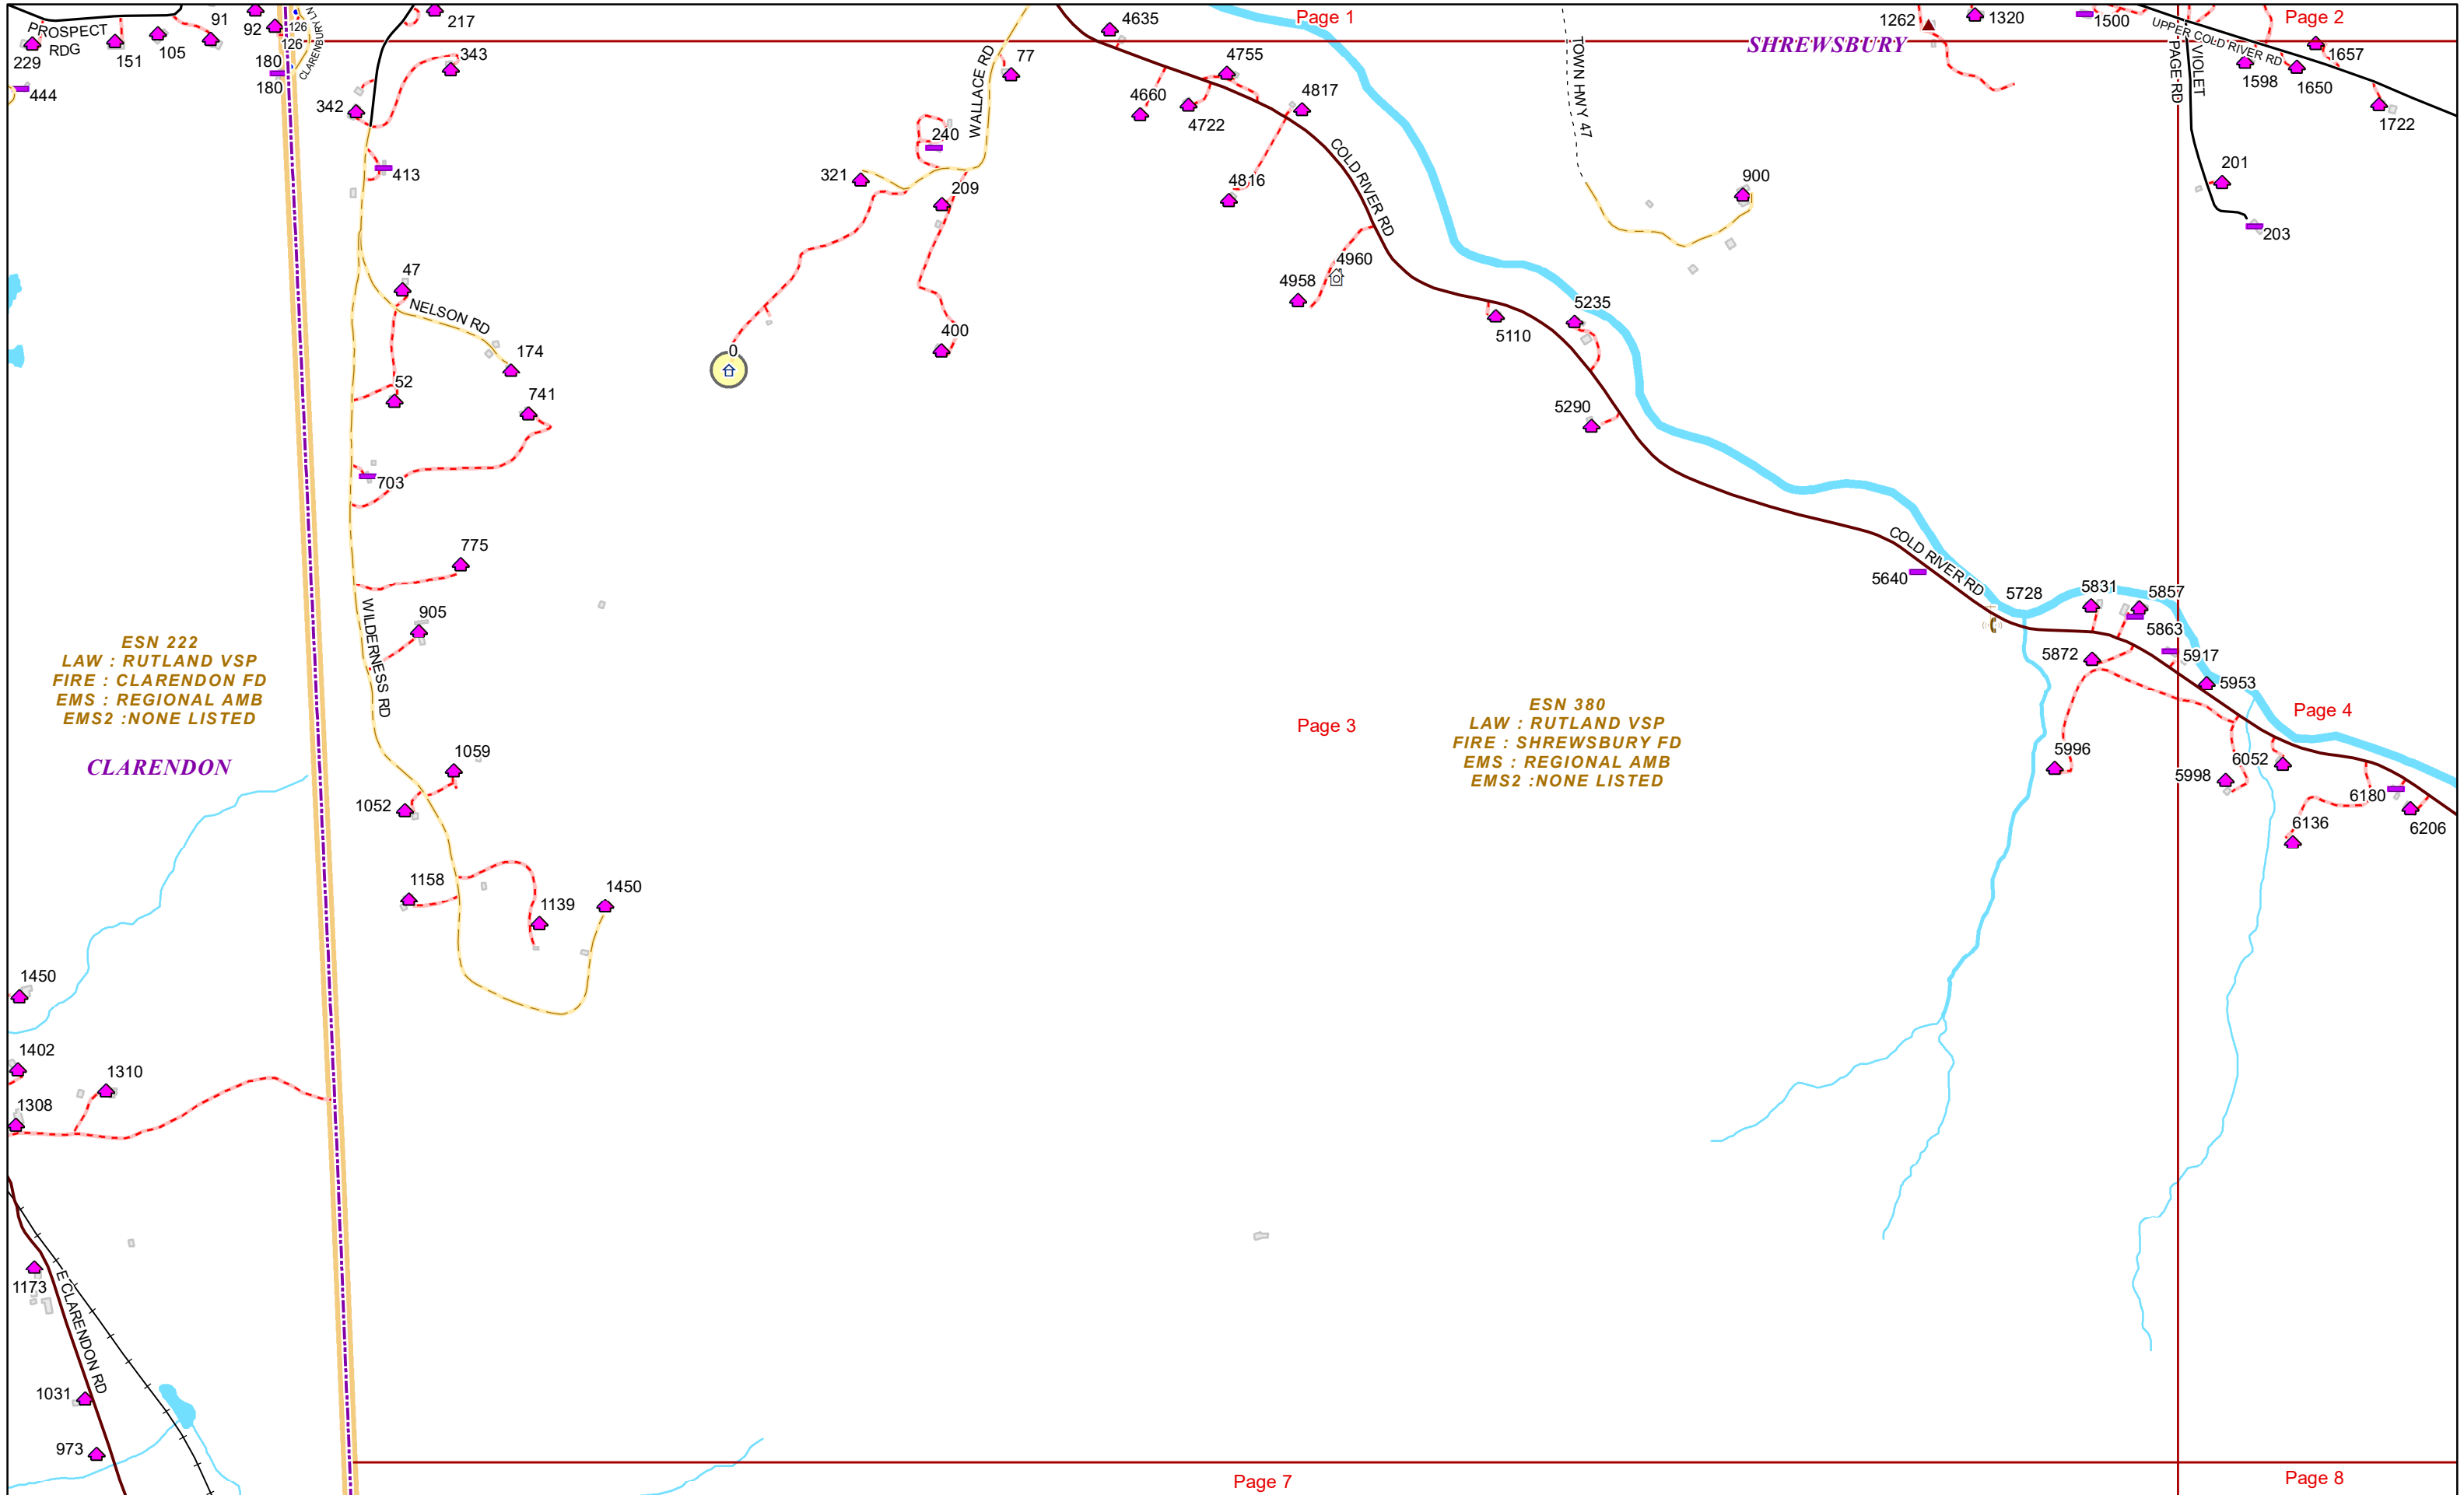 Page 1
Page 2
SHREWSBURY
PROSPECT
RDG
229
151
105
91
92
126
126
180
180
444
CLARENBURY LN
217
343
342
413
WALLACE RD
77
240
321
209
400
0
4635
4755
4660
4722
4817
4816
COLD RIVER RD
4960
4958
5110
5235
5290
TOWN HWY 47
900
1262
1320
1500
UPPER COLD RIVER RD
PAGE RD
VIOLET
1657
1598
1650
1722
201
203
47
NELSON RD
174
52
741
703
775
905
WILDERNESS RD
1059
1052
1158
1139
1450
ESN 222
LAW : RUTLAND VSP
FIRE : CLARENDON FD
EMS : REGIONAL AMB
EMS2 :NONE LISTED
CLARENDON
Page 3
ESN 380
LAW : RUTLAND VSP
FIRE : SHREWSBURY FD
EMS : REGIONAL AMB
EMS2 :NONE LISTED
COLD RIVER RD
5640
5728
5831
5857
5863
5872
5917
5953
Page 4
5996
5998
6052
6180
6136
6206
1450
1402
1310
1308
1173
E CLARENDON RD
1031
973
Page 7
Page 8